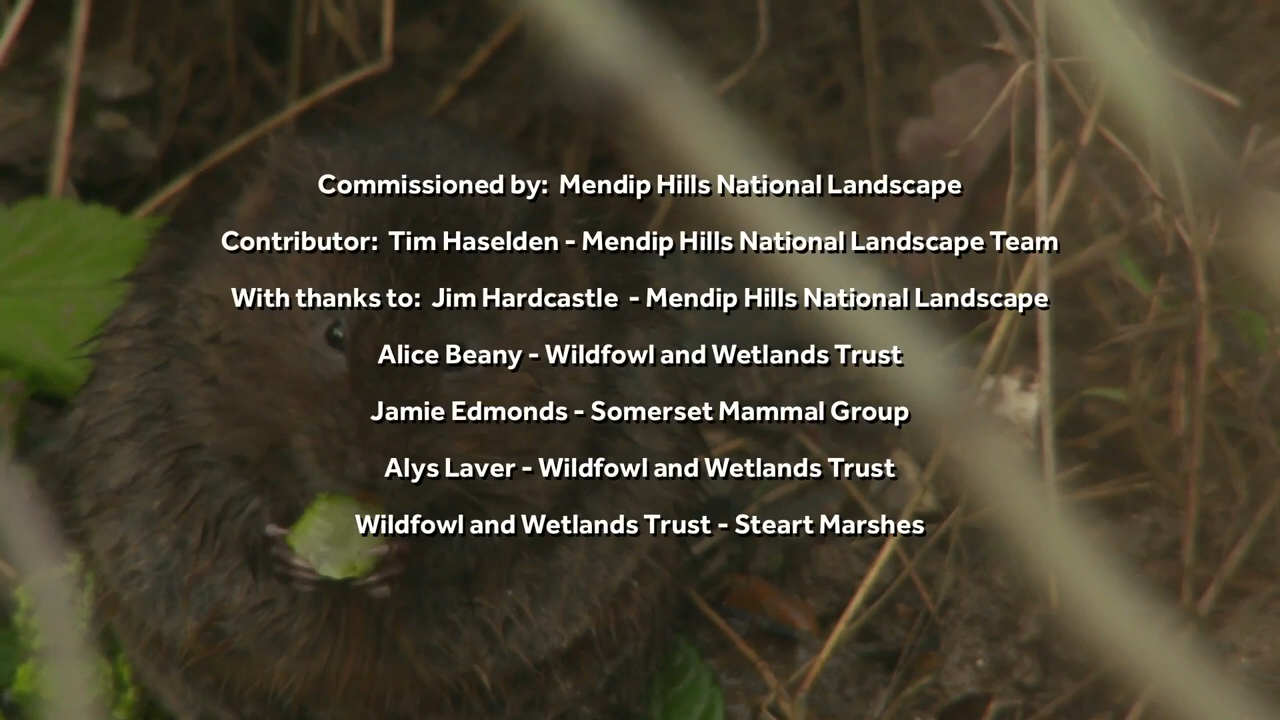 Commissioned by: Mendip Hills National Landscape
Contributor: Tim Haselden - Mendip Hills National Landscape Team
With thanks to: Jim Hardcastle - Mendip Hills National Landscape
Alice Beany - Wildfowl and Wetlands Trust
Jamie Edmonds - Somerset Mammal Group
Alys Laver - Wildfowl and Wetlands Trust
Wildfowl and Wetlands Trust - Steart Marshes